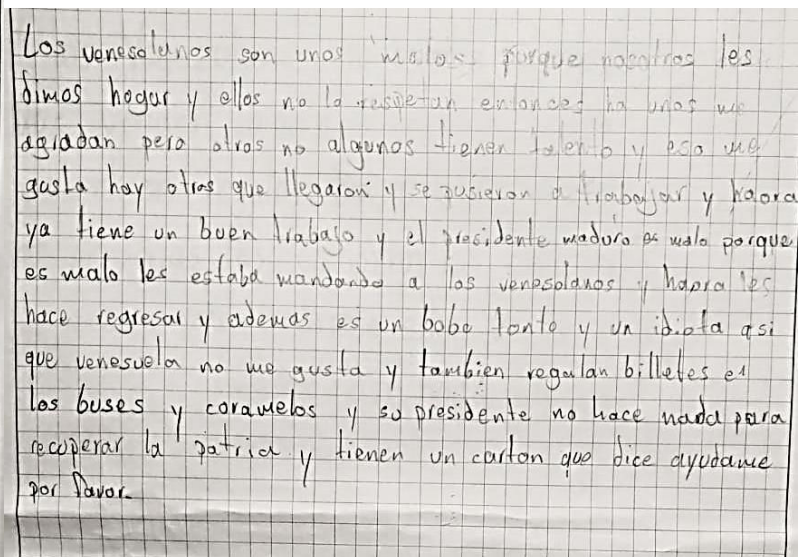 Los venesolanos son unos malos porque nosotros les
dimos hogar y ellos no lo respetan entonces ha unos me
agradan pero otros no algunos tienen talento y eso me
gusta hay otros que llegaron y se pusieron a trabajar y haora
ya tiene un buen trabajo y el presidente maduro es malo porque
es malo les estaba mandando a los venesolanos y haora les
hace regresar y ademas es un bobo tonto y un idiota asi
que venesuela no me gusta y tambien regalan billetes en
los buses y coramelos y su presidente no hace nada para
recuperar la patria y tienen un carton que dice ayudame
por favor